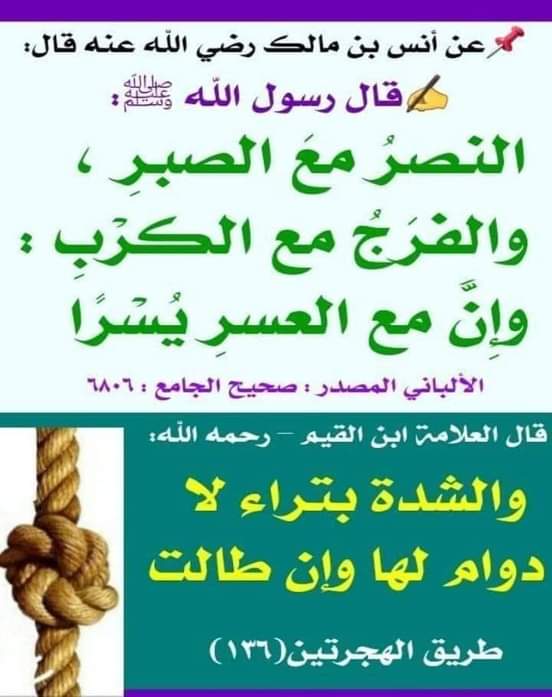 عن أنس بن مالك رضي الله عنه قال:
قال رسول الله ﷺ :
النصرُ معَ الصبرِ ،
والفرَجُ مع الكرْبِ :
وإِنَّ مع العسرِ يُسْرًا
الألباني المصدر : صحيح الجامع : ٦٨٠٦
قال العلامة ابن القيم – رحمه الله:
والشدة بتراء لا
دوام لها وإن طالت
طريق الهجرتين(١٣٦)